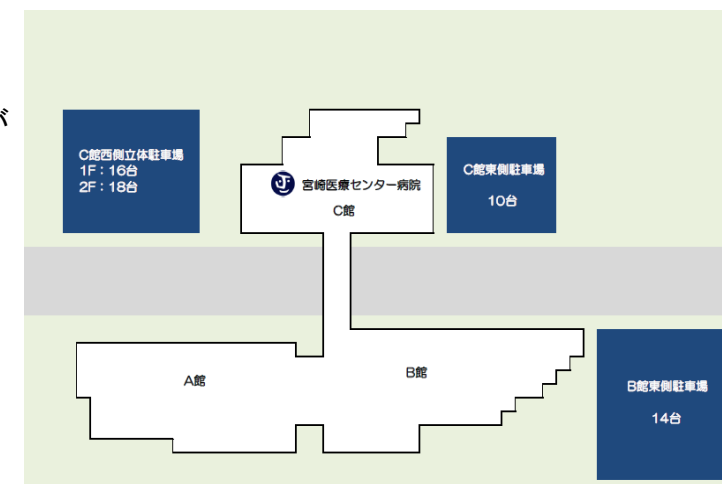 が
C館西側立体駐車場
1F：16台
2F：18台
宮崎医療センター病院
C館
C館東側駐車場
10台
A館
B館
B館東側駐車場
14台